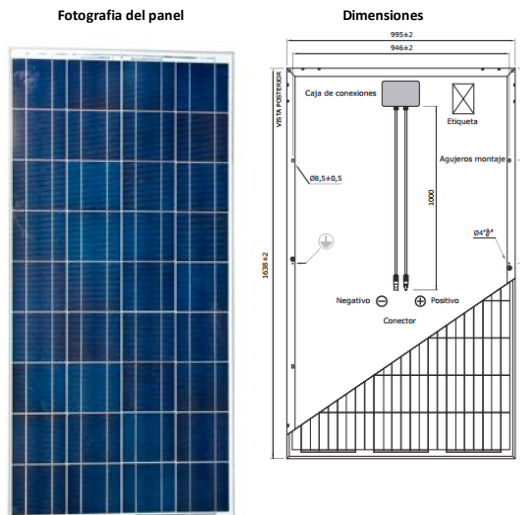 Fotografia del panel
Dimensiones
995±2
946±2
VISTA POSTERIOR
Caja de conexiones
Etiqueta
Agujeros montaje
Ø8,5±0,5
1000
1638±2
Negativo
Positivo
Conector